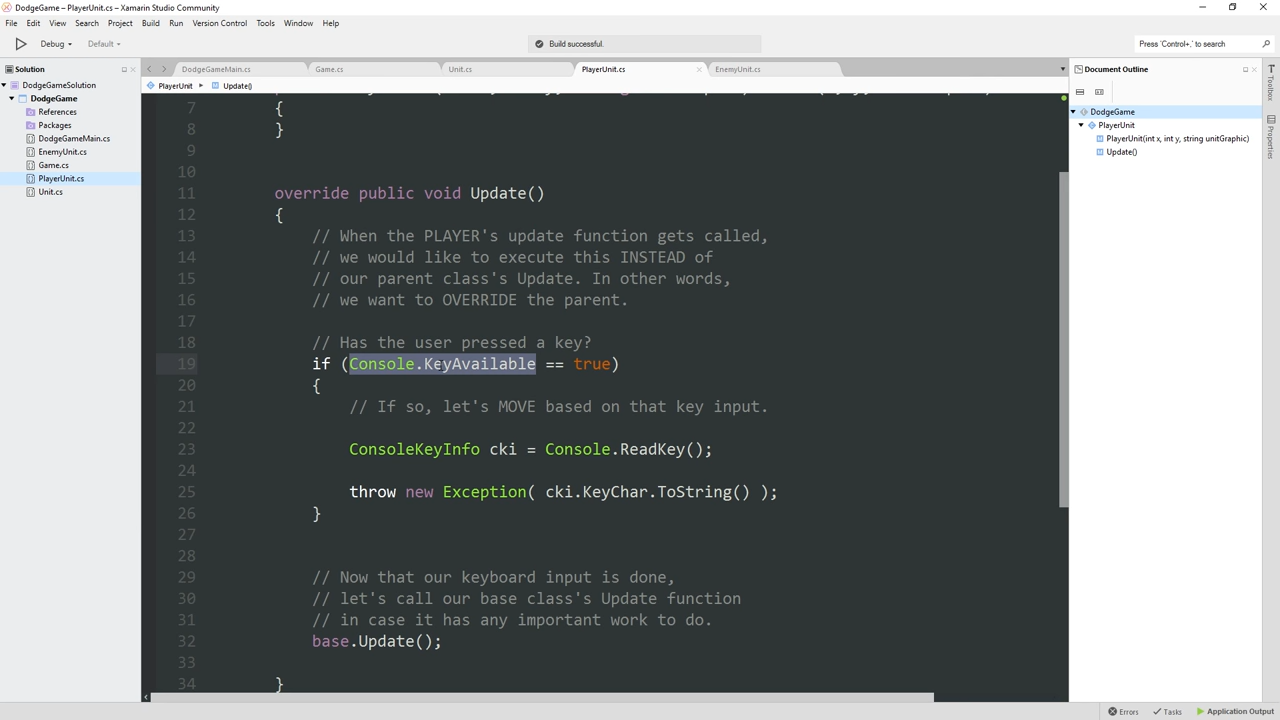 DodgeGame – PlayerUnit.cs – Xamarin Studio Community
File Edit View Search Project Build Run Version Control Tools Window Help
Debug Default Build successful. Press 'Control+,' to search
Solution
DodgeGameSolution
DodgeGame
References
Packages
DodgeGameMain.cs
EnemyUnit.cs
Game.cs
PlayerUnit.cs
Unit.cs
DodgeGameMain.cs Game.cs Unit.cs PlayerUnit.cs EnemyUnit.cs
PlayerUnit Update()
7 {
8 }
9
10
11 override public void Update()
12 {
13 // When the PLAYER's update function gets called,
14 // we would like to execute this INSTEAD of
15 // our parent class's Update. In other words,
16 // we want to OVERRIDE the parent.
17
18 // Has the user pressed a key?
19 if (Console.KeyAvailable == true)
20 {
21 // If so, let's MOVE based on that key input.
22
23 ConsoleKeyInfo cki = Console.ReadKey();
24
25 throw new Exception( cki.KeyChar.ToString() );
26 }
27
28
29 // Now that our keyboard input is done,
30 // let's call our base class's Update function
31 // in case it has any important work to do.
32 base.Update();
33
34 }
Document Outline
DodgeGame
PlayerUnit
PlayerUnit(int x, int y, string unitGraphic)
Update()
Toolbox
Properties
Errors Tasks Application Output